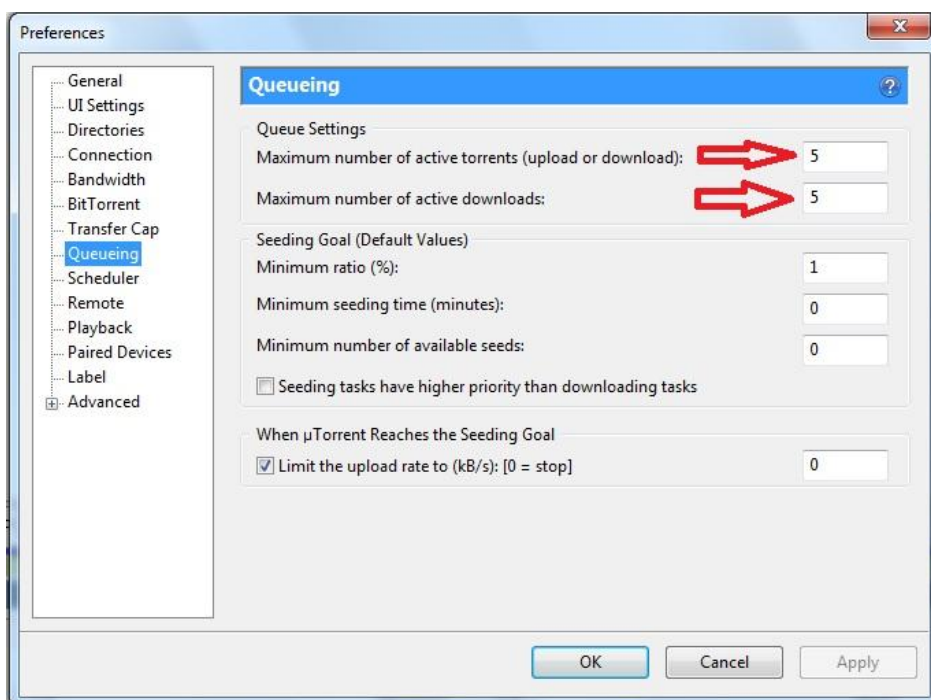 Preferences
General
UI Settings
Directories
Connection
Bandwidth
BitTorrent
Transfer Cap
Queueing
Scheduler
Remote
Playback
Paired Devices
Label
Advanced
Queueing
Queue Settings
Maximum number of active torrents (upload or download): 5
Maximum number of active downloads: 5
Seeding Goal (Default Values)
Minimum ratio (%): 1
Minimum seeding time (minutes): 0
Minimum number of available seeds: 0
Seeding tasks have higher priority than downloading tasks
When µTorrent Reaches the Seeding Goal
Limit the upload rate to (kB/s): [0 = stop] 0
OK Cancel Apply